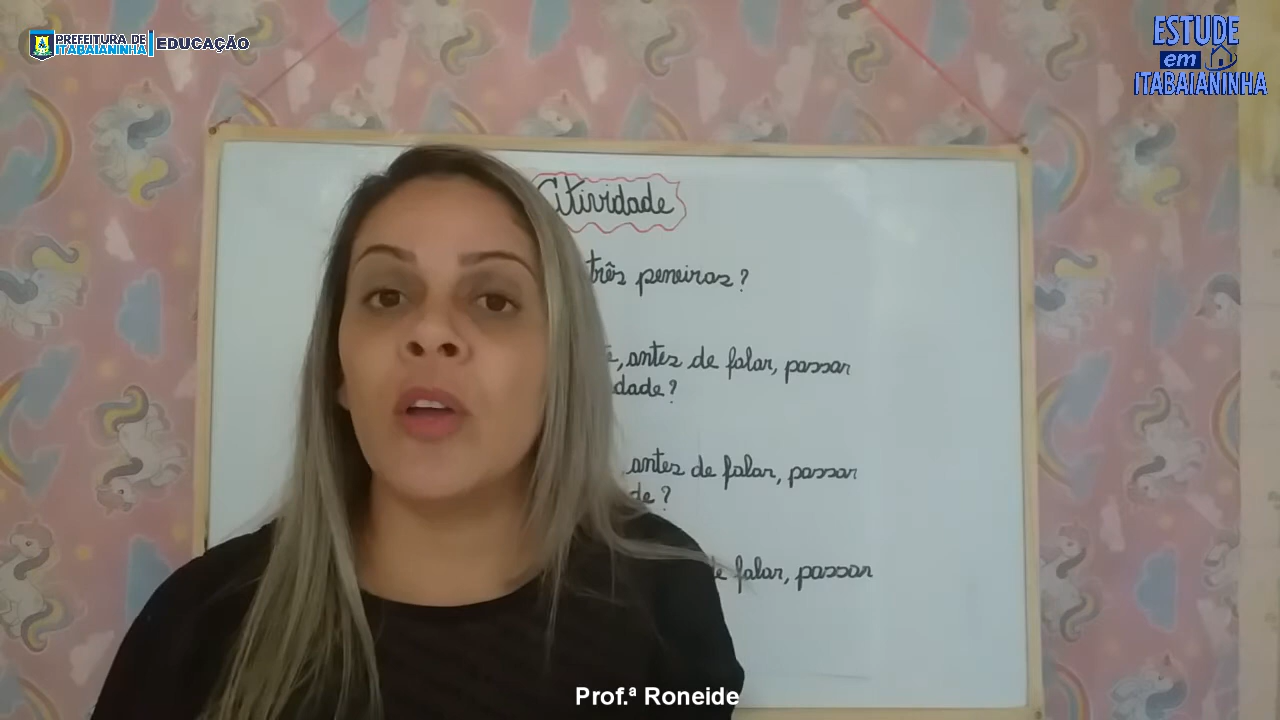 PREFEITURA DE
ITABAIANINHA
EDUCAÇÃO
ESTUDE
em
ITABAIANINHA
Atividade
três peneiras?
, antes de falar, passar
dade?
antes de falar, passar
de?
falar, passar
Prof.ª Roneide